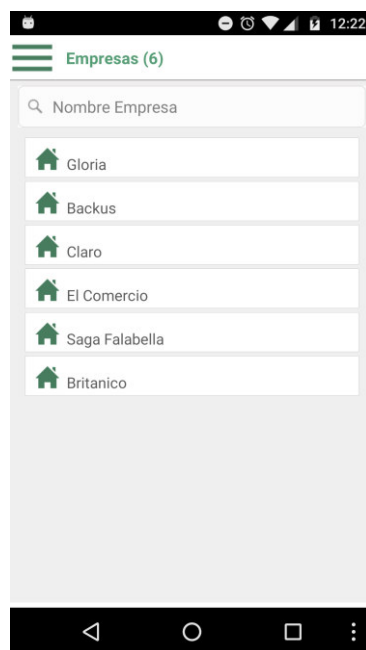 12:22
Empresas (6)
Nombre Empresa
Gloria
Backus
Claro
El Comercio
Saga Falabella
Britanico